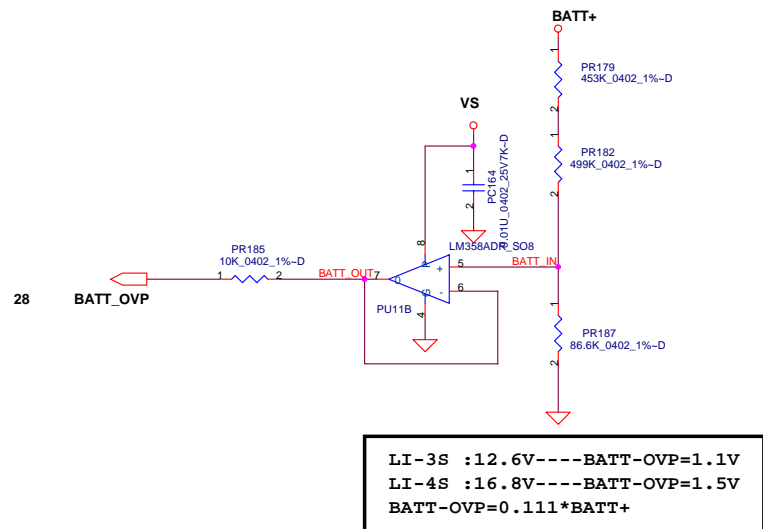 BATT+
1
PR179
453K_0402_1%~D
2
VS
1
PR182
499K_0402_1%~D
2
1
PC164
0.01U_0402_25V7K~D
2
8
LM358ADR_SO8
P
PR185
10K_0402_1%~D
1
2
BATT_OUT
7
0
+
5
BATT_IN
-
6
G
PU11B
4
28
BATT_OVP
1
PR187
86.6K_0402_1%~D
2
LI-3S :12.6V----BATT-OVP=1.1V
LI-4S :16.8V----BATT-OVP=1.5V
BATT-OVP=0.111*BATT+